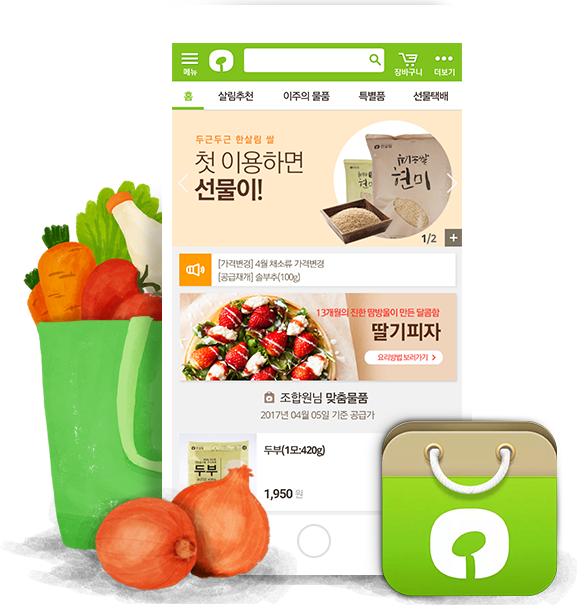 메뉴
장바구니
더보기
홈 살림추천 이주의 물품 특별품 선물택배
두근두근 한살림 쌀
첫 이용하면
선물이!
현미
1/2 +
[가격변경] 4월 채소류 가격변경
[공급재개] 솔부추(100g)
13개월의 진한 땀방울이 만든 달콤함
딸기피자
요리방법 보러가기 >
조합원님 맞춤물품
2017년 04월 05일 기준 공급가
두부
두부(1모:420g)
1,950 원